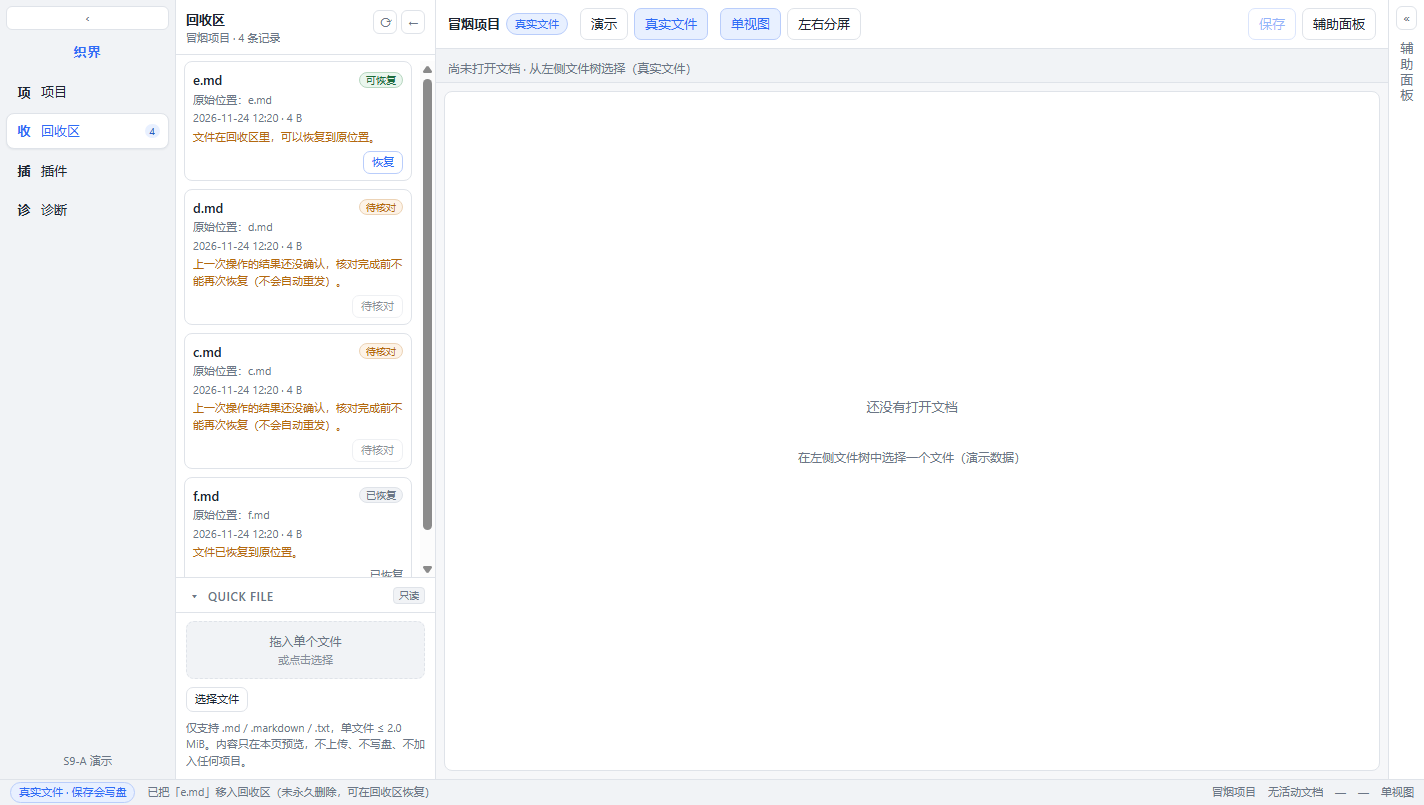 ‹
织界
项 项目
收 回收区 4
插 插件
诊 诊断
S9-A 演示
回收区
冒烟项目 · 4 条记录
⟳ ←
e.md 可恢复
原始位置：e.md
2026-11-24 12:20 · 4 B
文件在回收区里，可以恢复到原位置。
恢复
d.md 待核对
原始位置：d.md
2026-11-24 12:20 · 4 B
上一次操作的结果还没确认，核对完成前不
能再次恢复（不会自动重发）。
待核对
c.md 待核对
原始位置：c.md
2026-11-24 12:20 · 4 B
上一次操作的结果还没确认，核对完成前不
能再次恢复（不会自动重发）。
待核对
f.md 已恢复
原始位置：f.md
2026-11-24 12:20 · 4 B
文件已恢复到原位置。
已恢复
QUICK FILE 只读
拖入单个文件
或点击选择
选择文件
仅支持 .md / .markdown / .txt，单文件 ≤ 2.0
MiB。内容只在本页预览，不上传、不写盘、不加
入任何项目。
冒烟项目 真实文件 演示 真实文件 单视图 左右分屏 保存 辅助面板
尚未打开文档 · 从左侧文件树选择（真实文件）
还没有打开文档
在左侧文件树中选择一个文件（演示数据）
«
辅助面板
真实文件 · 保存会写盘 已把「e.md」移入回收区（未永久删除，可在回收区恢复） 冒烟项目 无活动文档 — — 单视图